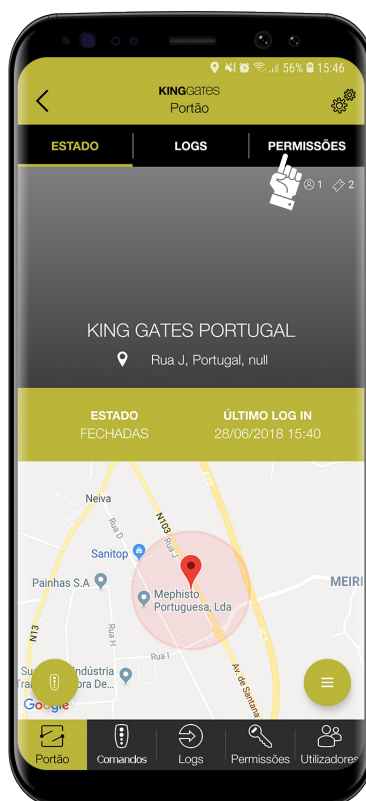 56% 15:46
KINGGates
Portão
ESTADO LOGS PERMISSÕES
1 2
KING GATES PORTUGAL
Rua J, Portugal, null
ESTADO ÚLTIMO LOG IN
FECHADAS 28/06/2018 15:40
Neiva
Rua D
N103
Rua J
Sanitop
Painhas S.A
Mephisto
Portuguesa, Lda
MEIRI
N13
Rua H
Rua I
Av. de Santana
Indústria
Google
Portão Comandos Logs Permissões Utilizadores